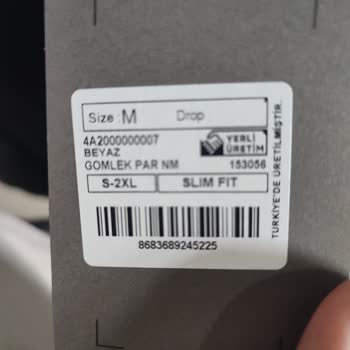 Size : M Drop
4A2000000007
BEYAZ
YERLİ
ÜRETİM
GOMLEK PAR NM 153056
S-2XL SLIM FIT
8683689245225
TÜRKİYE'DE ÜRETİLMİŞTİR.